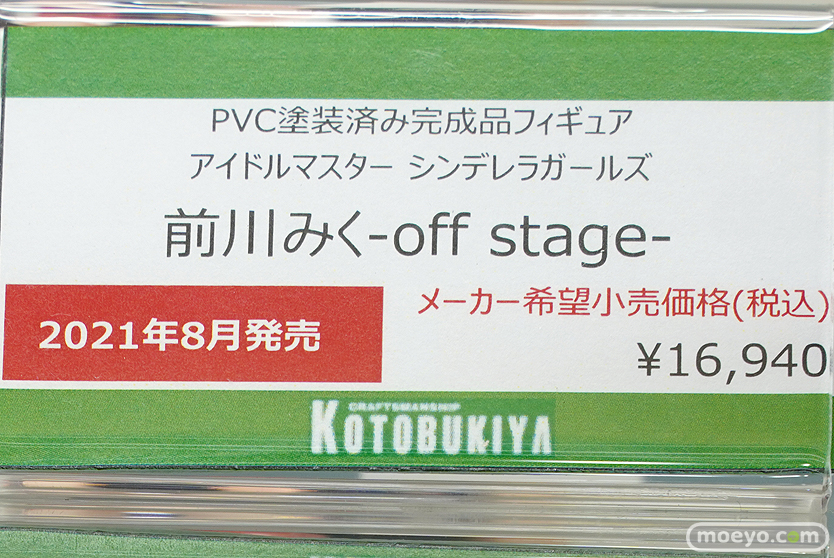 PVC塗装済み完成品フィギュア
アイドルマスター シンデレラガールズ
前川みく-off stage-
メーカー希望小売価格(税込)
2021年8月発売
¥16,940
CRAFTSMANSHIP
KOTOBUKIYA
moeyo.com